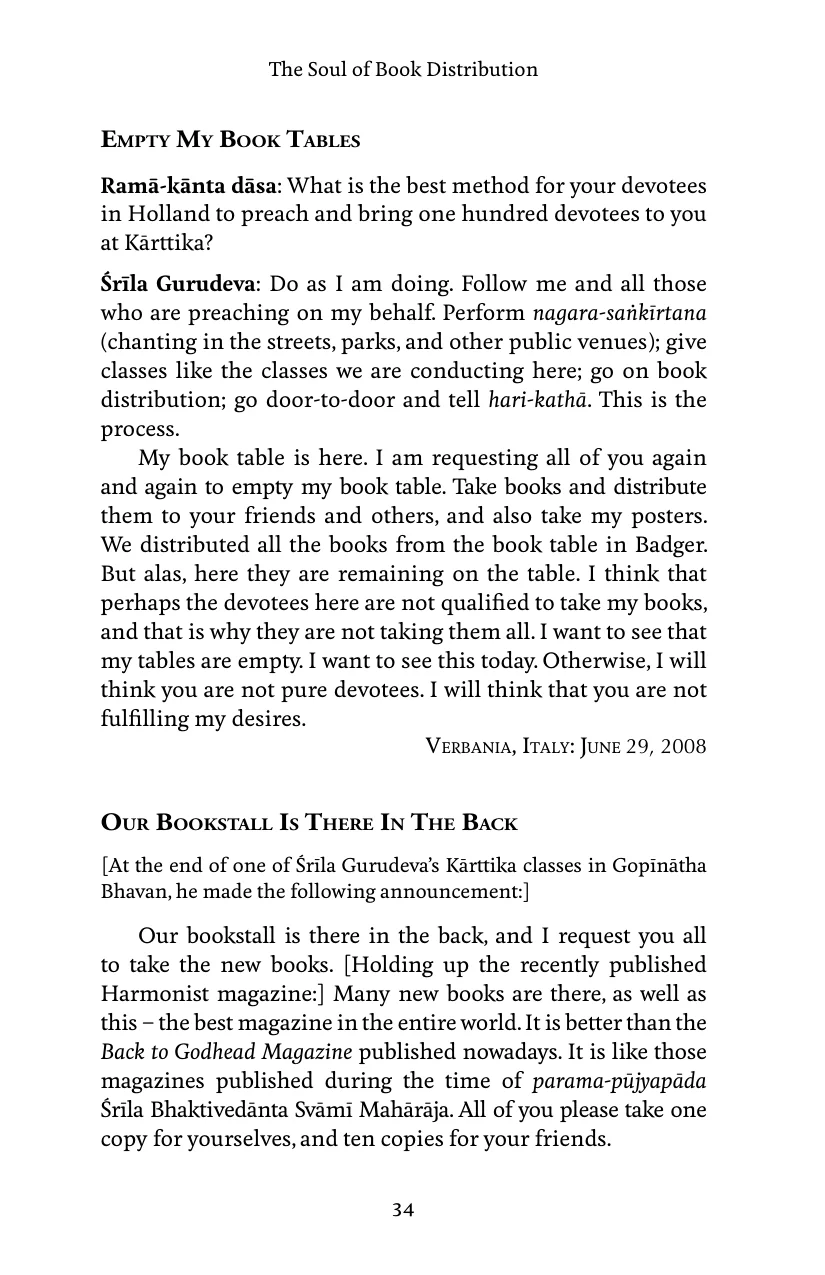 The Soul of Book Distribution
Empty My Book Tables
Ramā-kānta dāsa: What is the best method for your devotees
in Holland to preach and bring one hundred devotees to you
at Kārttika?
Śrīla Gurudeva: Do as I am doing. Follow me and all those
who are preaching on my behalf. Perform nagara-saṅkīrtana
(chanting in the streets, parks, and other public venues); give
classes like the classes we are conducting here; go on book
distribution; go door-to-door and tell hari-kathā. This is the
process.
My book table is here. I am requesting all of you again
and again to empty my book table. Take books and distribute
them to your friends and others, and also take my posters.
We distributed all the books from the book table in Badger.
But alas, here they are remaining on the table. I think that
perhaps the devotees here are not qualified to take my books,
and that is why they are not taking them all. I want to see that
my tables are empty. I want to see this today. Otherwise, I will
think you are not pure devotees. I will think that you are not
fulfilling my desires.
Verbania, Italy: June 29, 2008
Our Bookstall Is There In The Back
[At the end of one of Śrīla Gurudeva’s Kārttika classes in Gopīnātha
Bhavan, he made the following announcement:]
Our bookstall is there in the back, and I request you all
to take the new books. [Holding up the recently published
Harmonist magazine:] Many new books are there, as well as
this – the best magazine in the entire world. It is better than the
Back to Godhead Magazine published nowadays. It is like those
magazines published during the time of parama-pūjyapāda
Śrīla Bhaktivedānta Svāmī Mahārāja. All of you please take one
copy for yourselves, and ten copies for your friends.
34